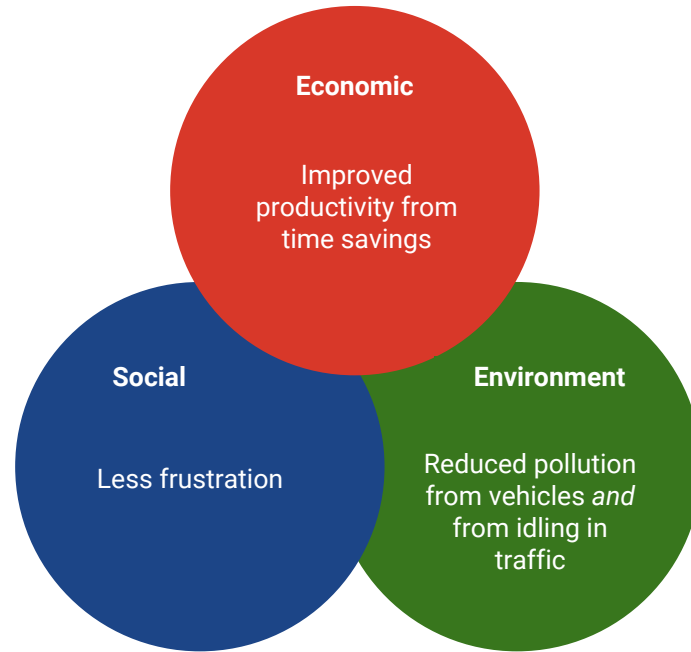 Economic
Improved
productivity from
time savings
Social
Less frustration
Environment
Reduced pollution
from vehicles and
from idling in
traffic